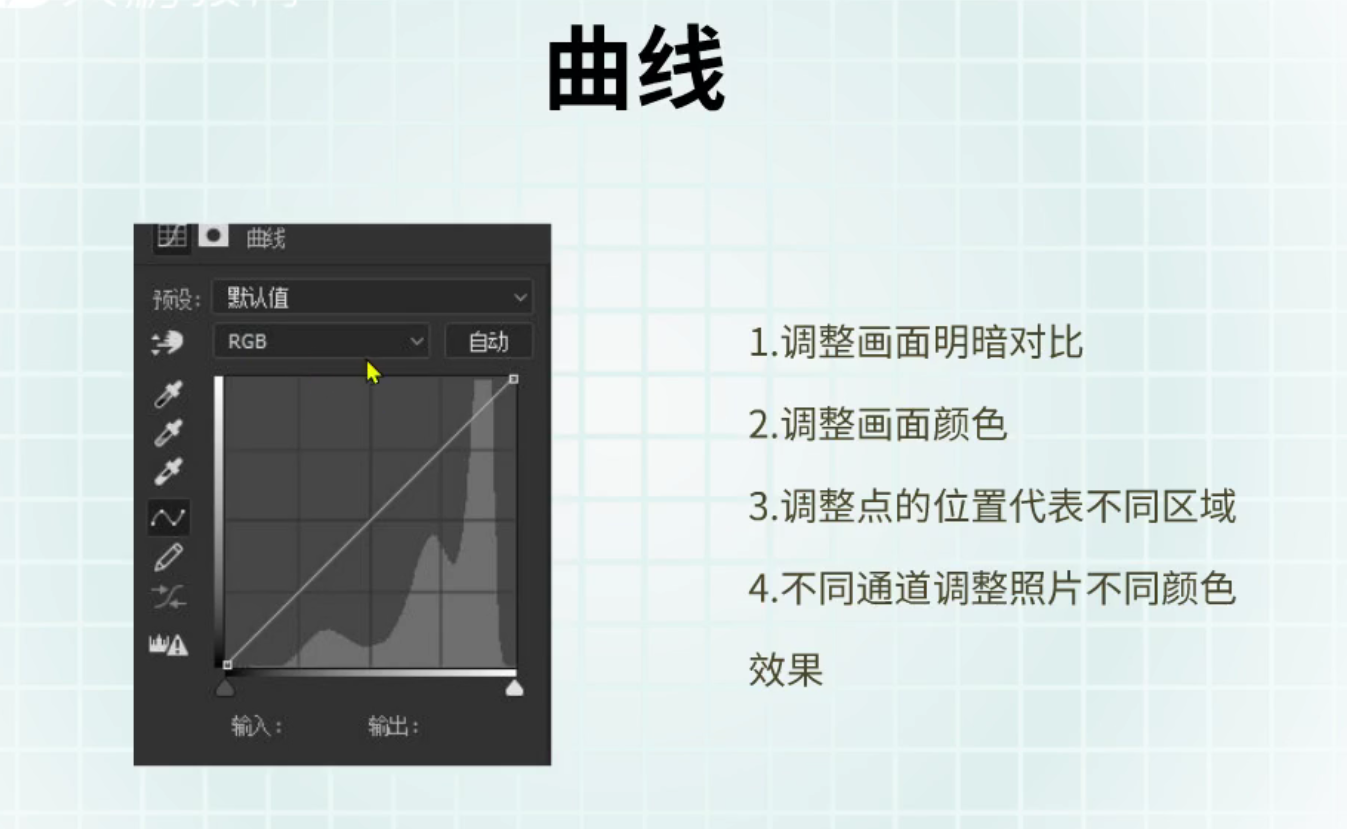 曲线
曲线
预设：
默认值
RGB
自动
输入：
输出：
1.调整画面明暗对比
2.调整画面颜色
3.调整点的位置代表不同区域
4.不同通道调整照片不同颜色
效果